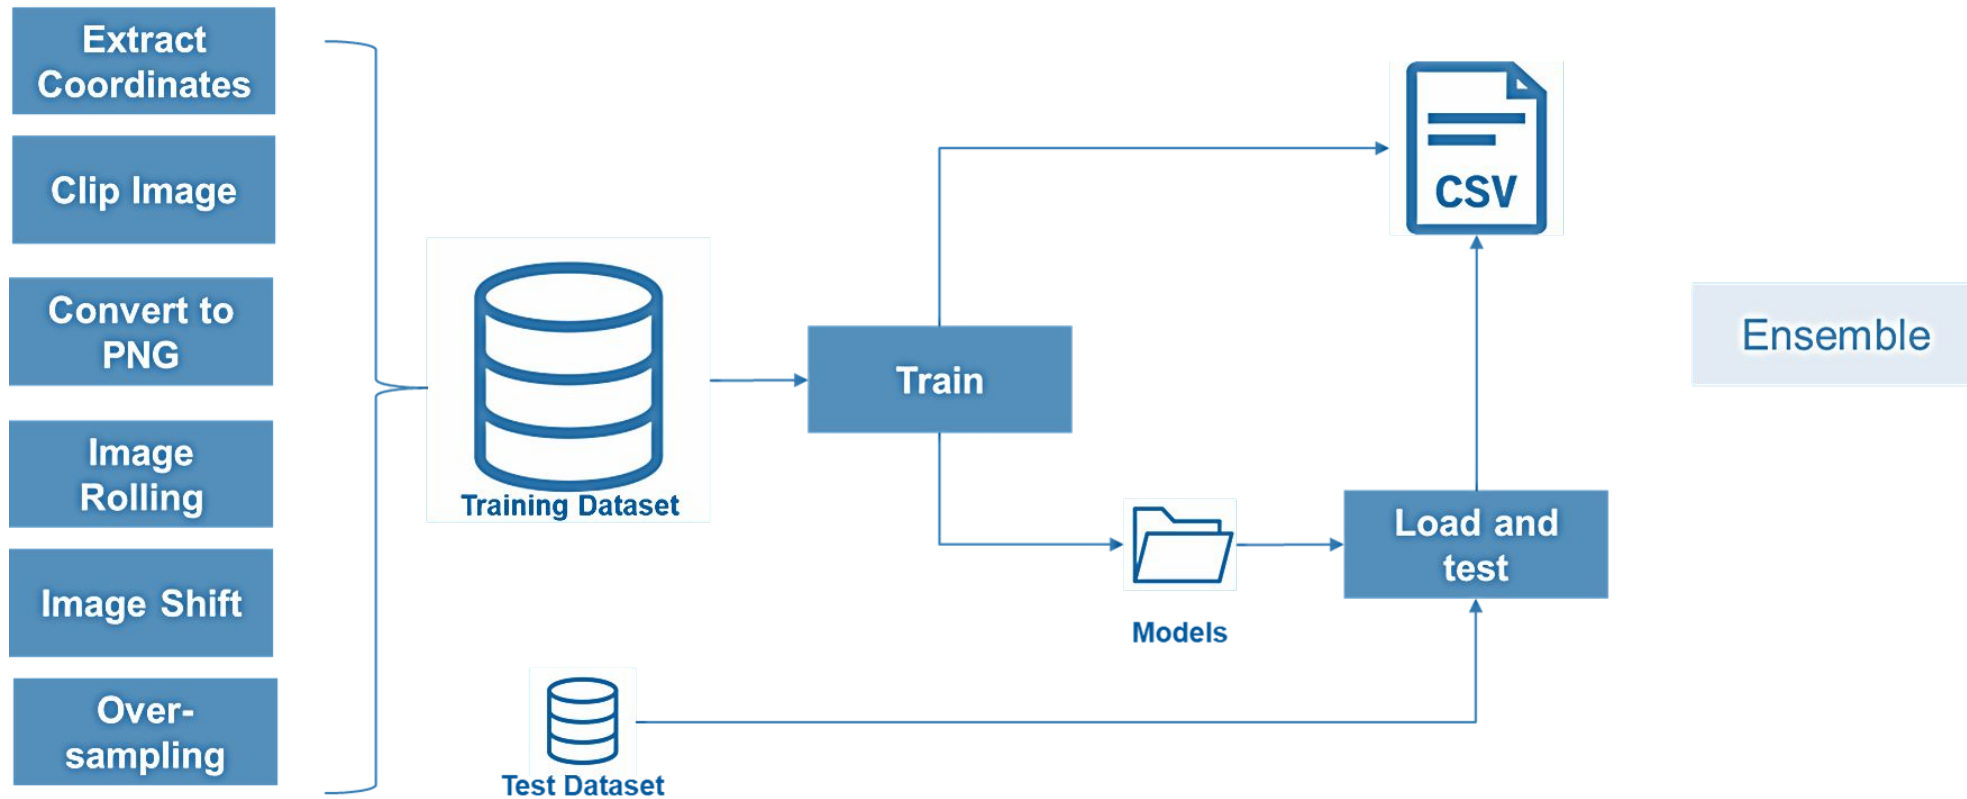 Extract
Coordinates
Clip Image
Convert to
PNG
Image
Rolling
Image Shift
Over-
sampling
Training Dataset
Test Dataset
Train
Models
CSV
Load and
test
Ensemble